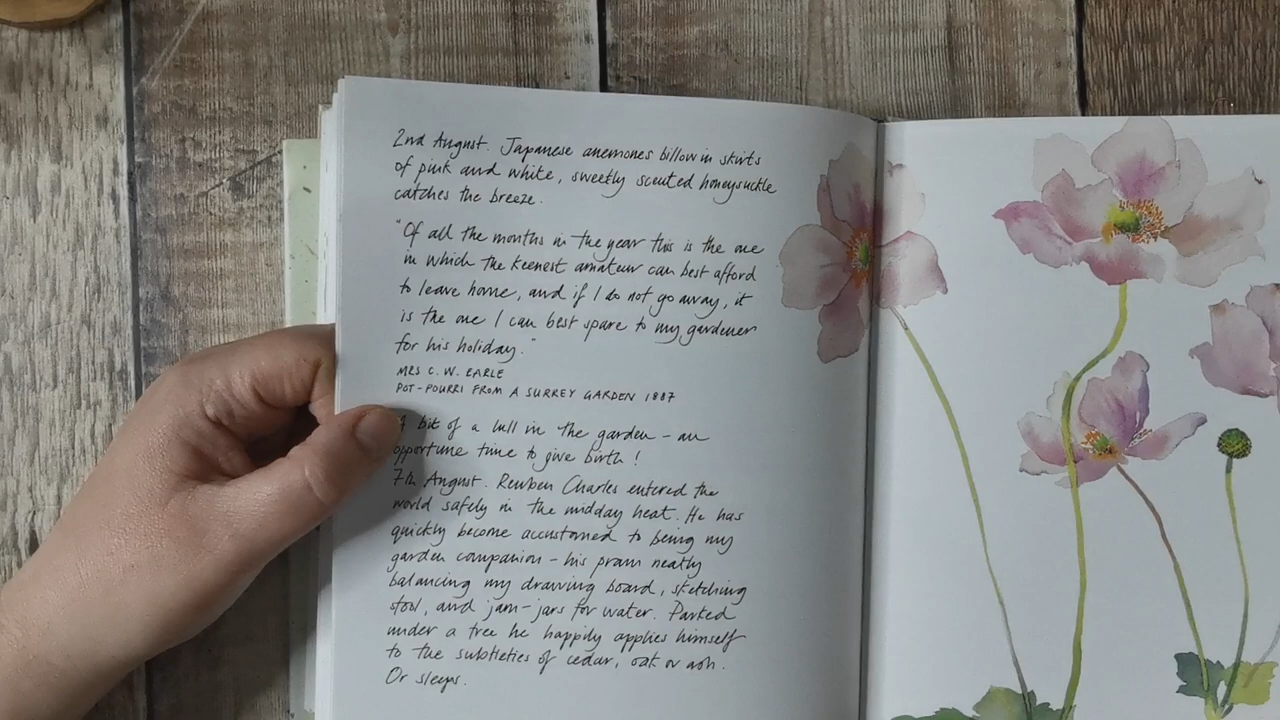 2nd August. Japanese anemones billow in skirts
of pink and white, sweetly scented honeysuckle
catches the breeze.
"Of all the months in the year this is the one
in which the keenest amateur can best afford
to leave home, and if I do not go away, it
is the one I can best spare to my gardener
for his holiday."
MRS C. W. EARLE
POT-POURRI FROM A SURREY GARDEN 1887
A bit of a lull in the garden – an
opportune time to give birth!
7th August. Reuben Charles entered the
world safely in the midday heat. He has
quickly become accustomed to being my
garden companion – his pram neatly
balancing my drawing board, sketching
stool, and jam-jars for water. Parked
under a tree he happily applies himself
to the subtleties of cedar, oak or ash.
Or sleeps.